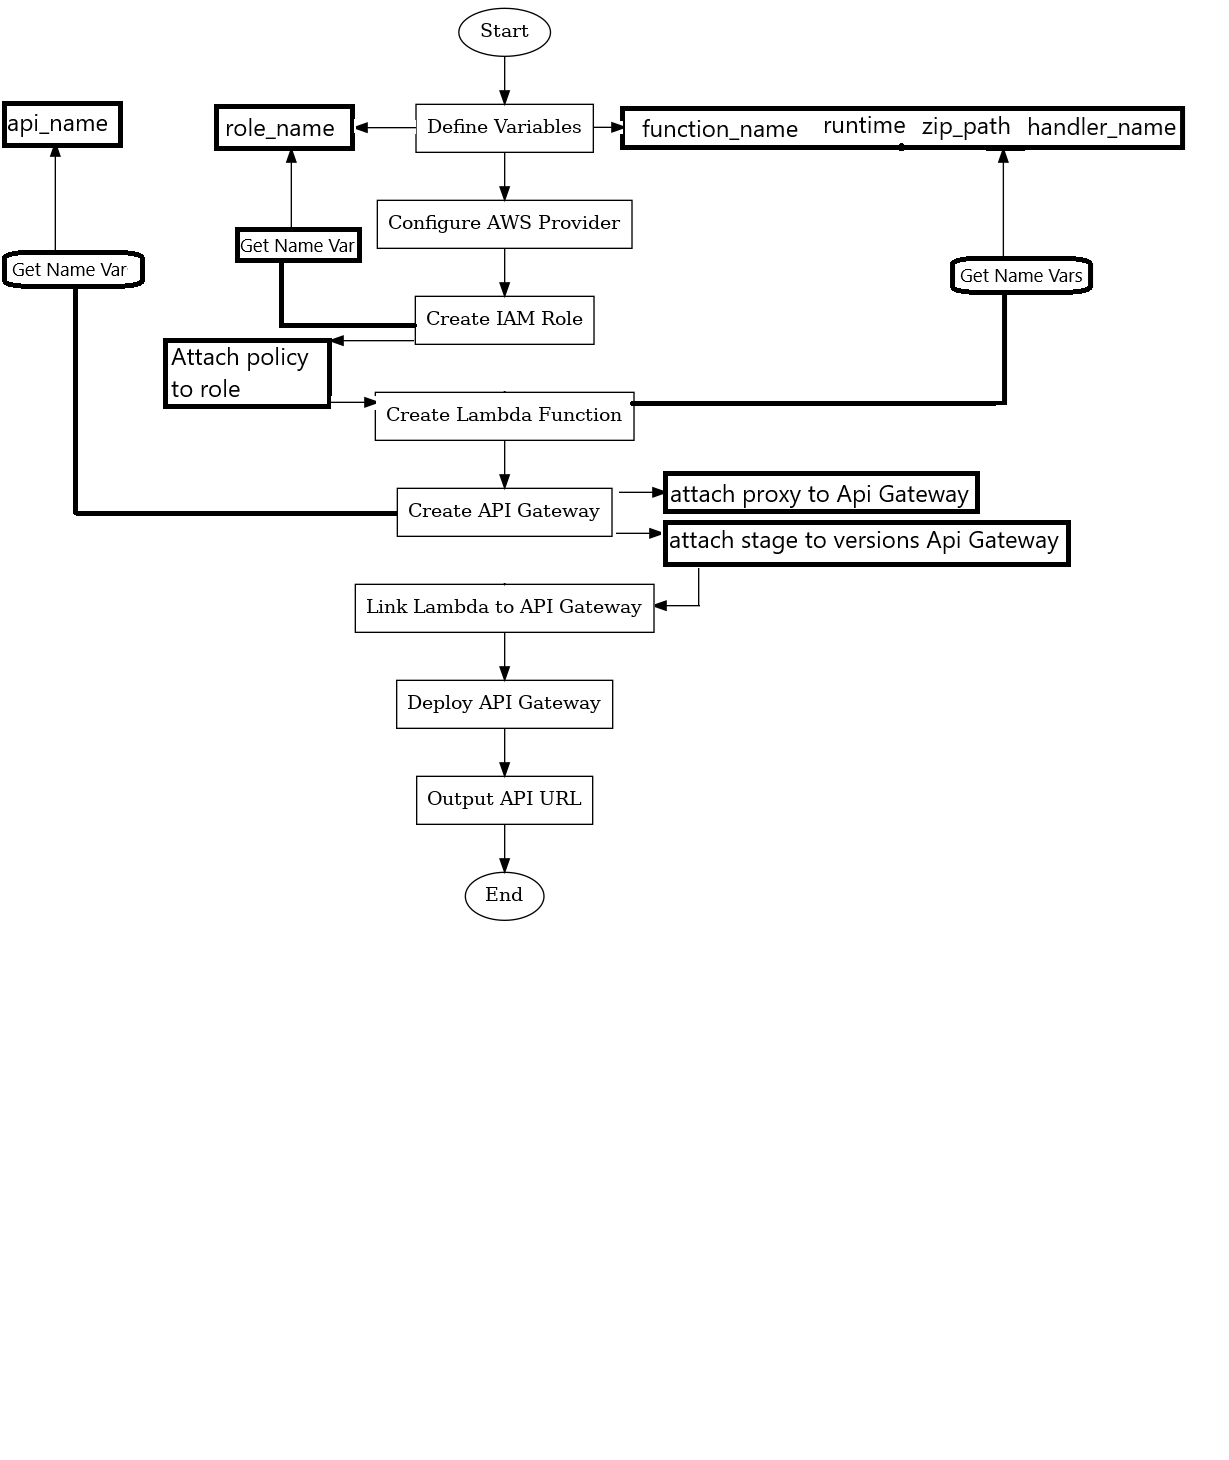 Start
api_name
role_name
Define Variables
function_name runtime zip_path handler_name
Configure AWS Provider
Get Name Var
Get Name Var
Get Name Vars
Create IAM Role
Attach policy
to role
Create Lambda Function
Create API Gateway
attach proxy to Api Gateway
attach stage to versions Api Gateway
Link Lambda to API Gateway
Deploy API Gateway
Output API URL
End